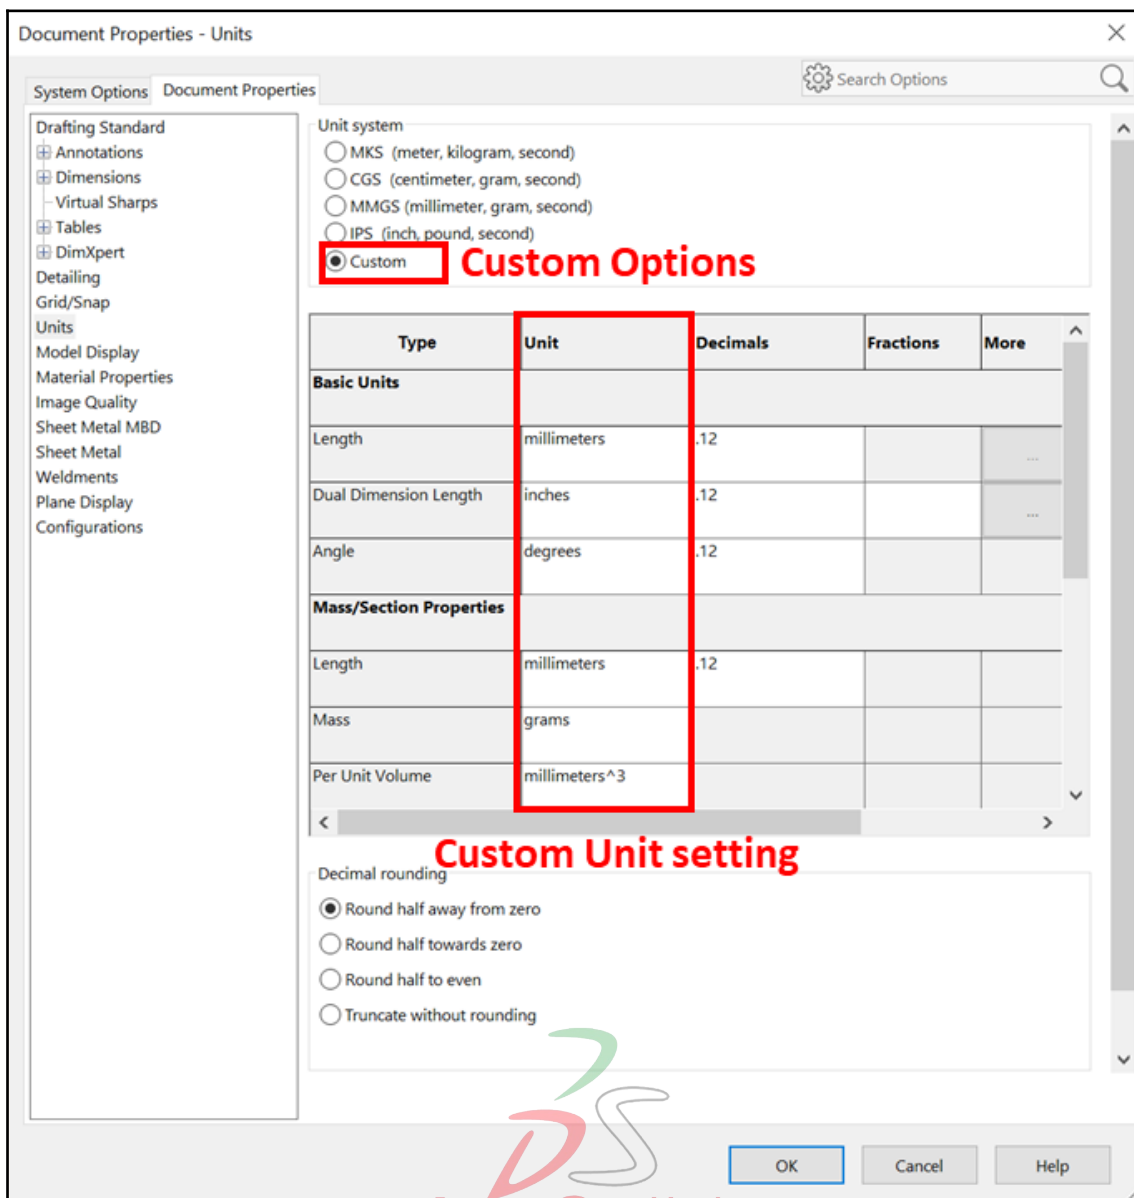 Document Properties - Units
System Options Document Properties
Search Options
Drafting Standard
Annotations
Dimensions
Virtual Sharps
Tables
DimXpert
Detailing
Grid/Snap
Units
Model Display
Material Properties
Image Quality
Sheet Metal MBD
Sheet Metal
Weldments
Plane Display
Configurations
Unit system
MKS (meter, kilogram, second)
CGS (centimeter, gram, second)
MMGS (millimeter, gram, second)
IPS (inch, pound, second)
Custom
Custom Options
Type Unit Decimals Fractions More
Basic Units
Length millimeters .12 ...
Dual Dimension Length inches .12 ...
Angle degrees .12
Mass/Section Properties
Length millimeters .12
Mass grams
Per Unit Volume millimeters^3
Custom Unit setting
Decimal rounding
Round half away from zero
Round half towards zero
Round half to even
Truncate without rounding
OK Cancel Help